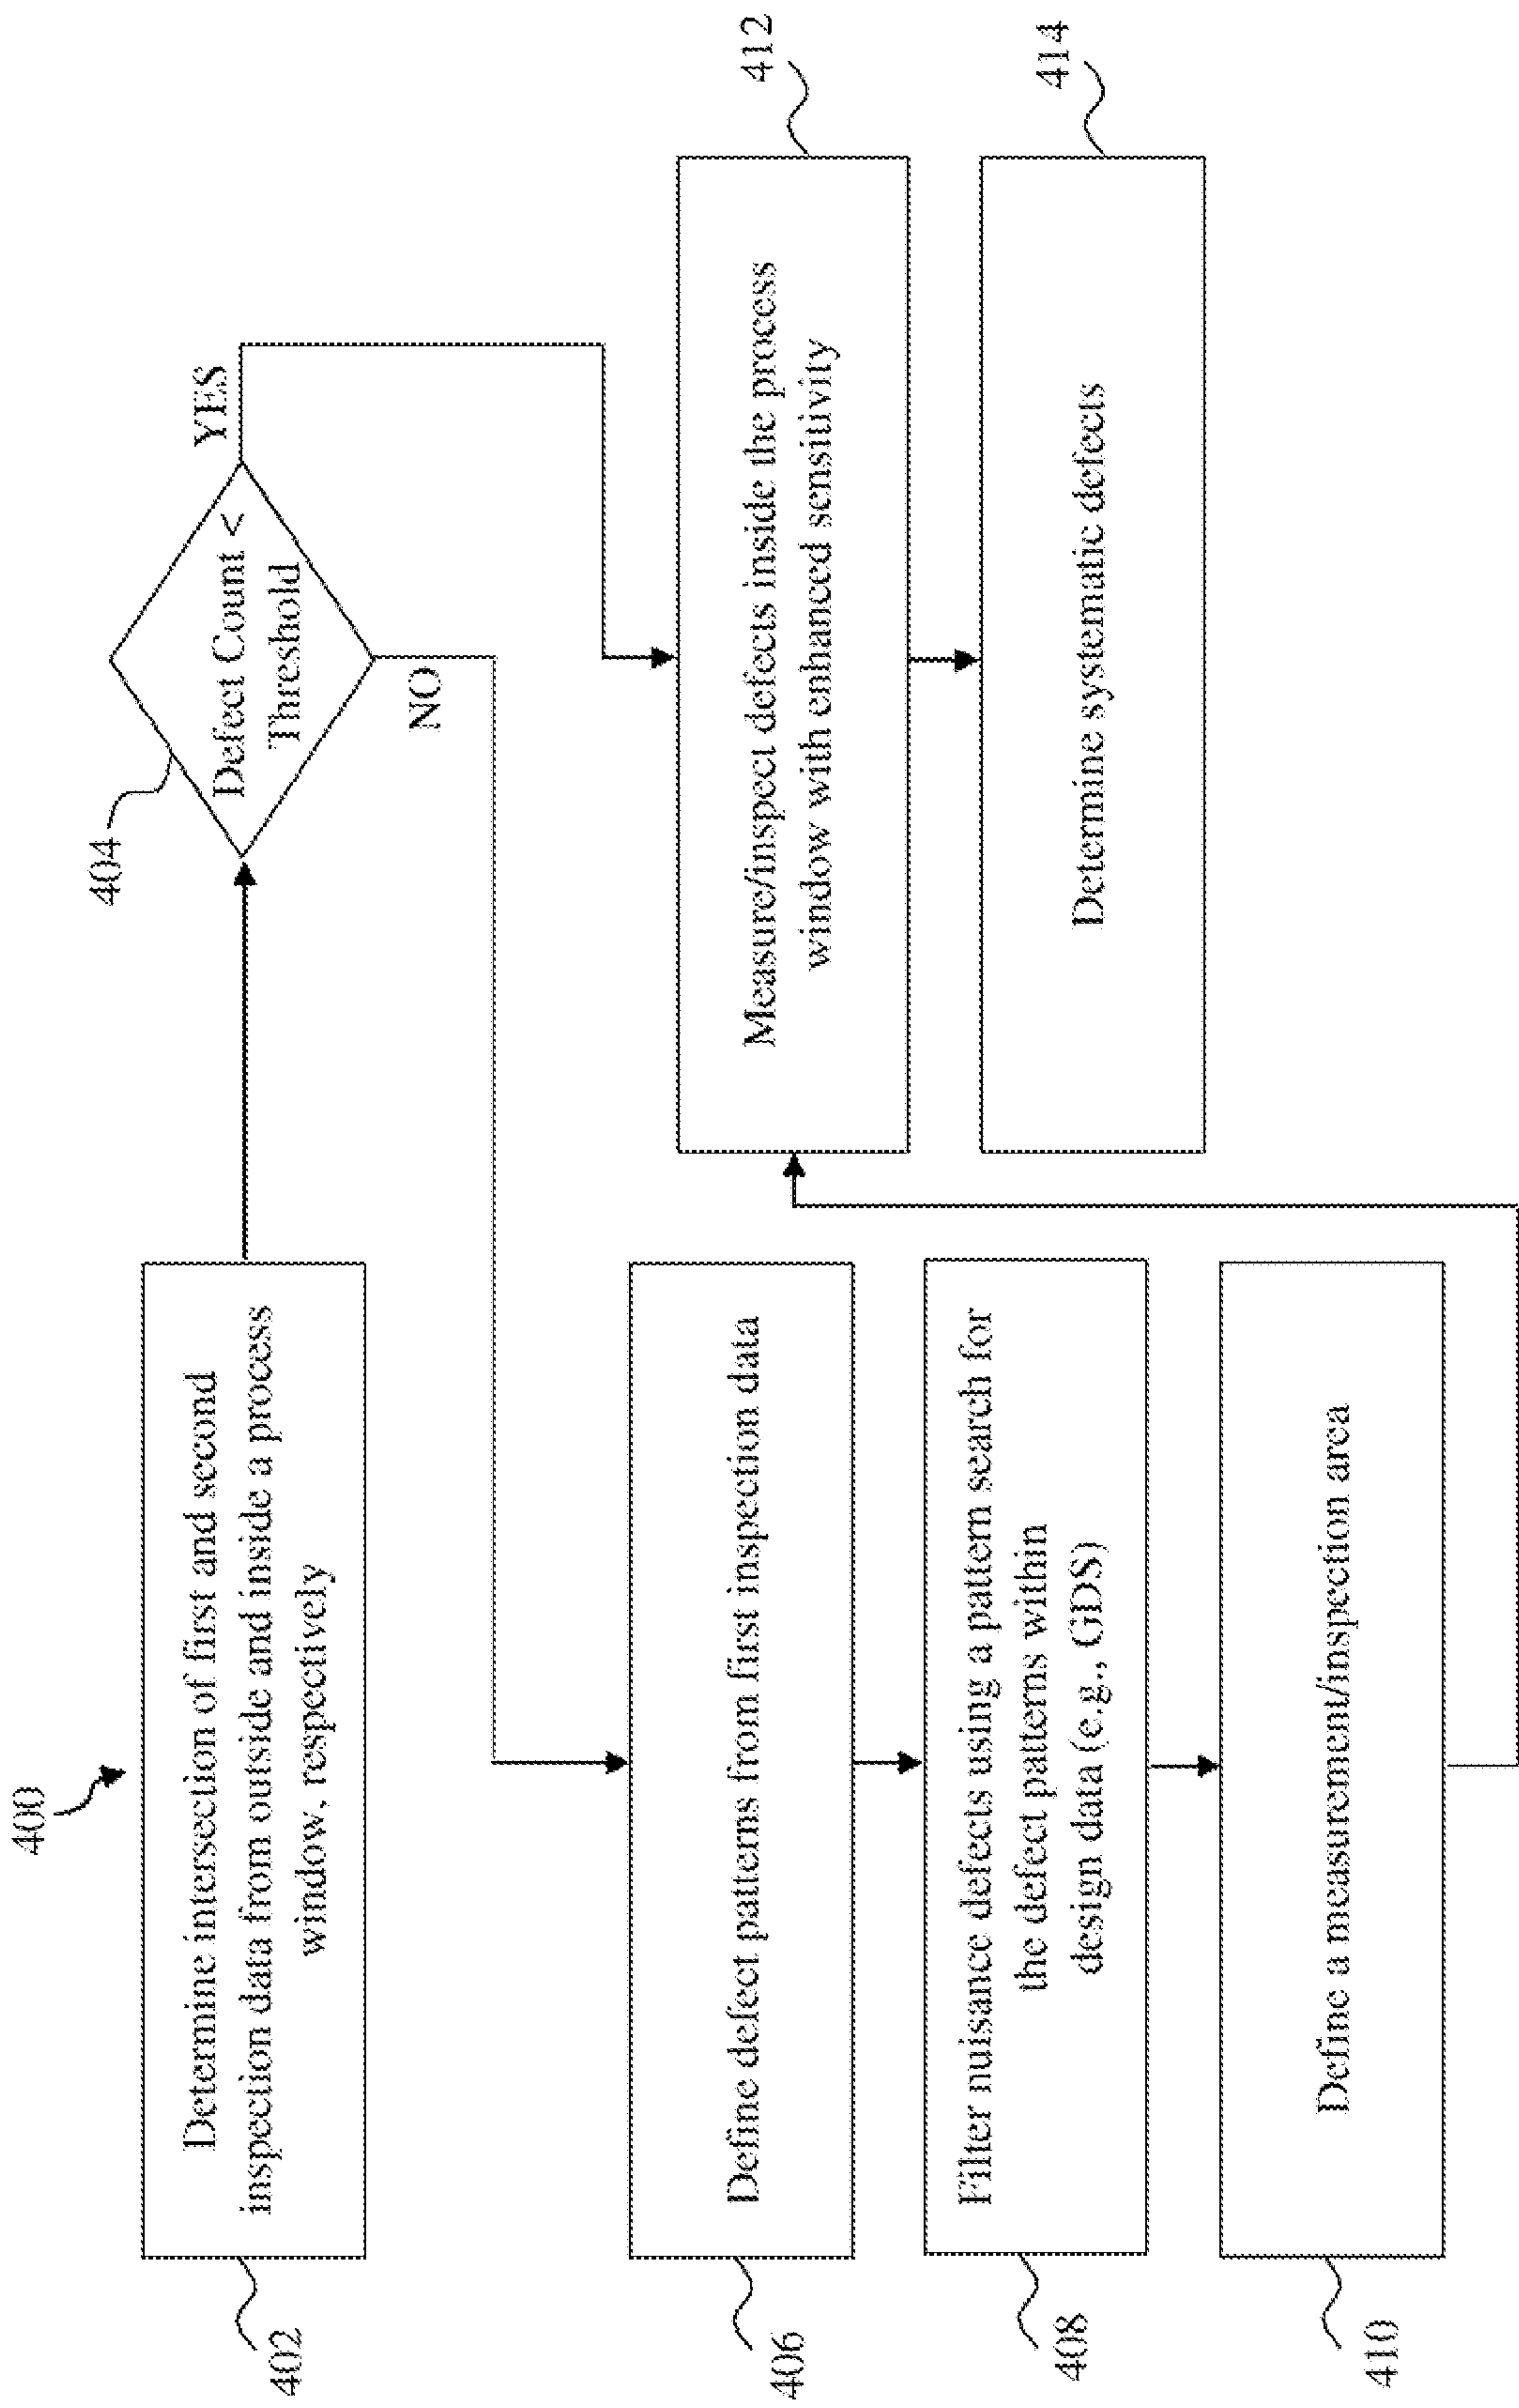 400
402
Determine intersection of first and second
inspection data from outside and inside a process
window, respectively
404
Defect Count <
Threshold
YES
NO
406
Define defect patterns from first inspection data
408
Filter nuisance defects using a pattern search for
the defect patterns within
design data (e.g., GDS)
410
Define a measurement/inspection area
412
Measure/inspect defects inside the process
window with enhanced sensitivity
414
Determine systematic defects